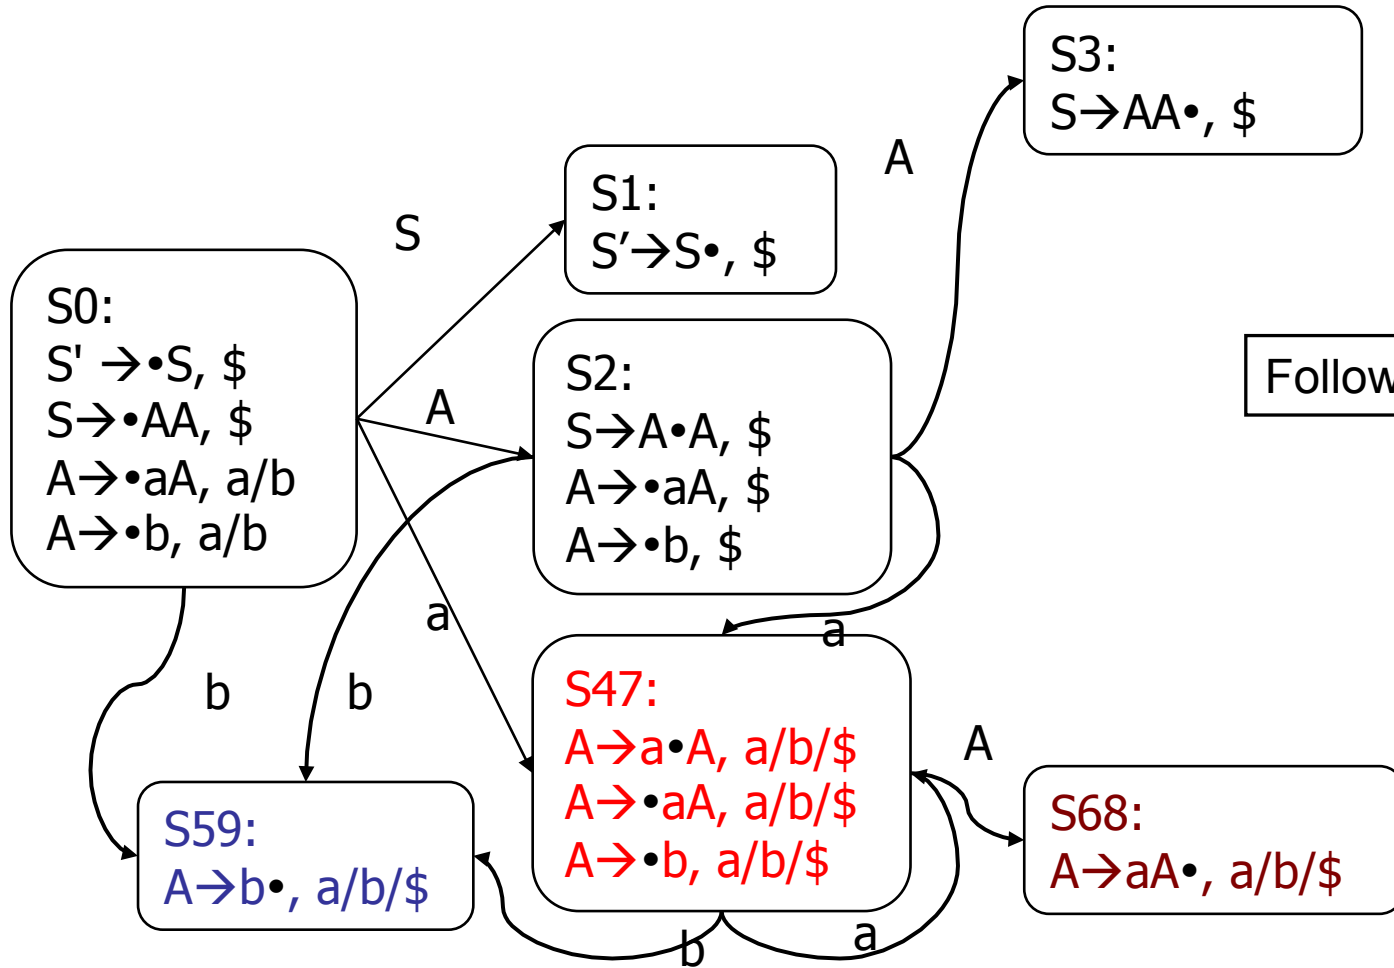 S3:
S→AA•, $
A
S1:
S′→S•, $
S
S0:
S' →•S, $
S→•AA, $
A→•aA, a/b
A→•b, a/b
A
S2:
S→A•A, $
A→•aA, $
A→•b, $
Follow
a
a
b
b
S47:
A→a•A, a/b/$
A→•aA, a/b/$
A→•b, a/b/$
A
S59:
A→b•, a/b/$
S68:
A→aA•, a/b/$
b
a